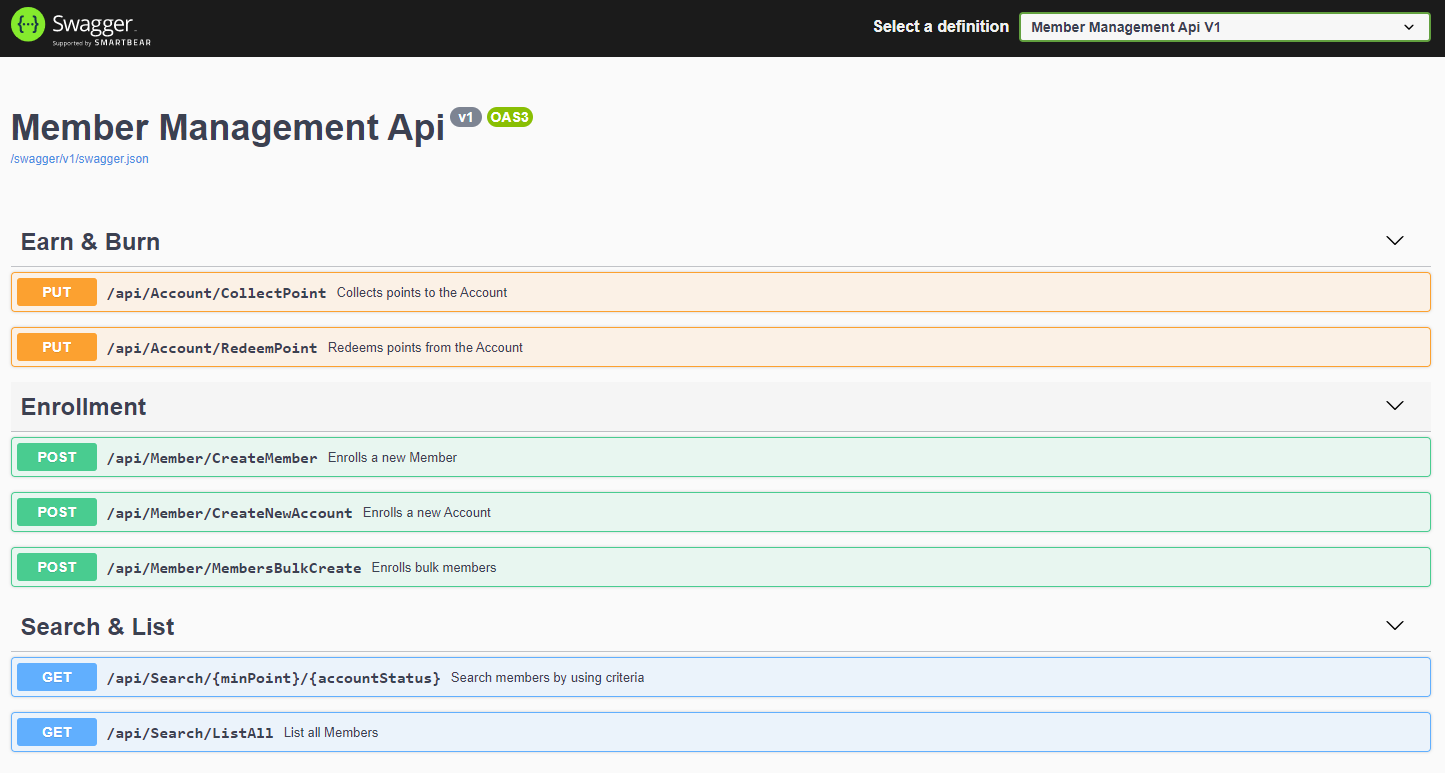 {···} Swagger
Supported by SMARTBEAR
Select a definition
Member Management Api V1
Member Management Api v1 OAS3
/swagger/v1/swagger.json
Earn & Burn
PUT /api/Account/CollectPoint Collects points to the Account
PUT /api/Account/RedeemPoint Redeems points from the Account
Enrollment
POST /api/Member/CreateMember Enrolls a new Member
POST /api/Member/CreateNewAccount Enrolls a new Account
POST /api/Member/MembersBulkCreate Enrolls bulk members
Search & List
GET /api/Search/{minPoint}/{accountStatus} Search members by using criteria
GET /api/Search/ListAll List all Members